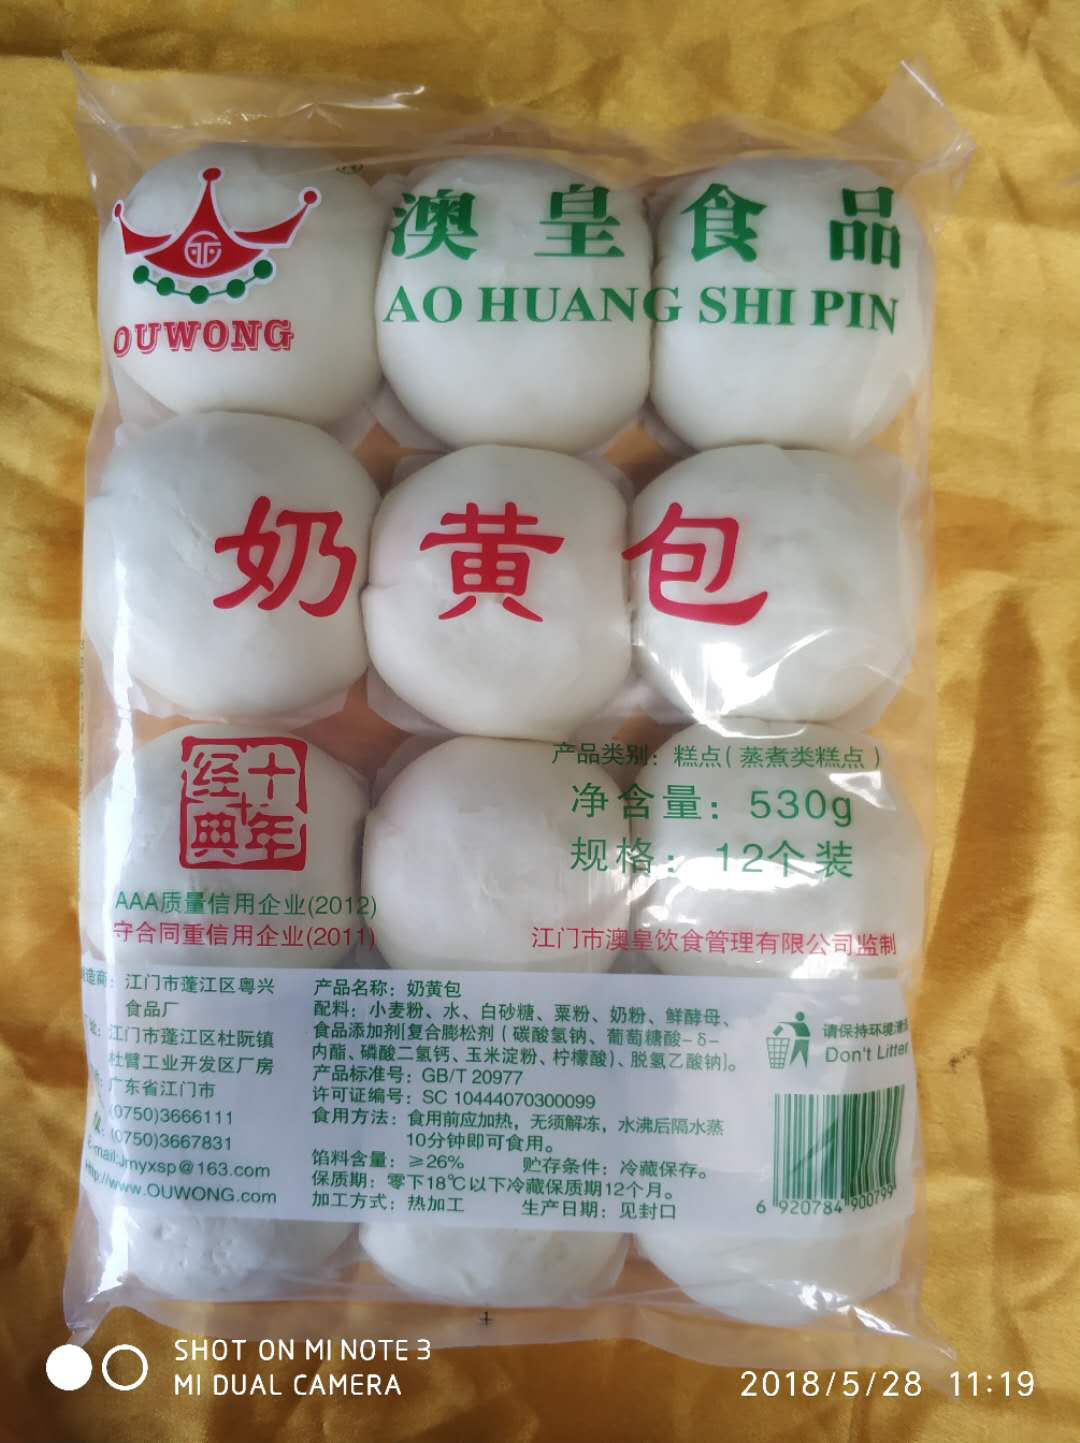 澳皇食品
AO HUANG SHI PIN
OUWONG
奶黄包
十年
经典
产品类别：糕点（蒸煮类糕点）
净含量：530g
规格：12个装
AAA质量信用企业(2012)
守合同重信用企业(2011)
江门市澳皇饮食管理有限公司监制
造商：江门市蓬江区粤兴
食品厂
江门市蓬江区杜阮镇
杜臂工业开发区厂房
广东省江门市
(0750)3666111
(0750)3667831
E-mail:Jmyxsp@163.com
http://www.OUWONG.com
产品名称：奶黄包
配料：小麦粉、水、白砂糖、粟粉、奶粉、鲜酵母、
食品添加剂[复合膨松剂（碳酸氢钠、葡萄糖酸-δ-
内酯、磷酸二氢钙、玉米淀粉、柠檬酸）、脱氢乙酸钠]。
产品标准号：GB/T 20977
许可证编号：SC 10444070300099
食用方法：食用前应加热，无须解冻，水沸后隔水蒸
10分钟即可食用。
馅料含量：≥26% 贮存条件：冷藏保存。
保质期：零下18℃以下冷藏保质期12个月。
加工方式：热加工 生产日期：见封口
请保持环境清洁
Don't Litter
6 920784 900799
SHOT ON MI NOTE 3
MI DUAL CAMERA
2018/5/28 11:19